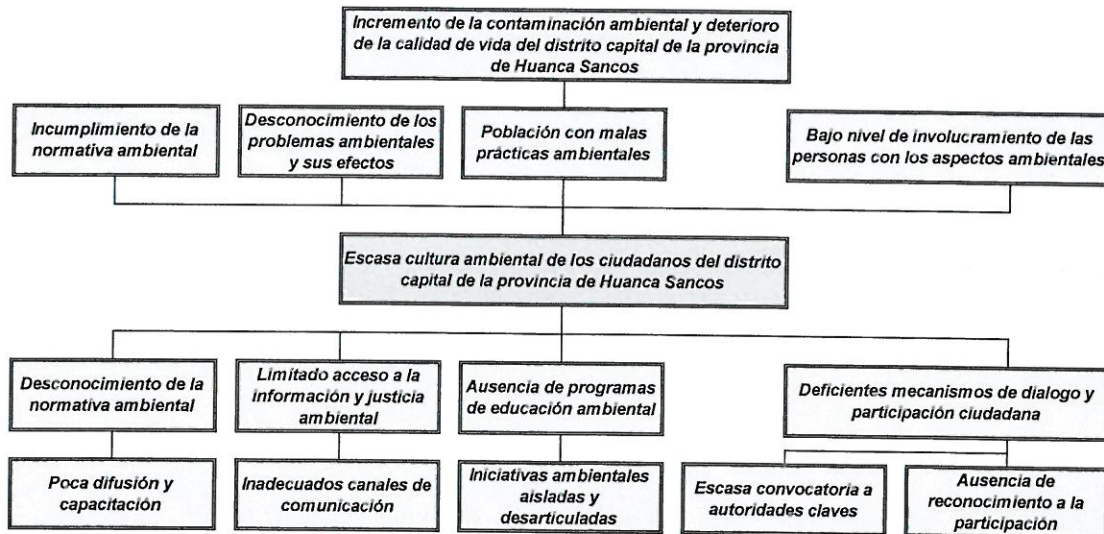 Incremento de la contaminación ambiental y deterioro
de la calidad de vida del distrito capital de la provincia
de Huanca Sancos
Incumplimiento de la
normativa ambiental
Desconocimiento de los
problemas ambientales
y sus efectos
Población con malas
prácticas ambientales
Bajo nivel de involucramiento de las
personas con los aspectos ambientales
Escasa cultura ambiental de los ciudadanos del distrito
capital de la provincia de Huanca Sancos
Desconocimiento de la
normativa ambiental
Limitado acceso a la
información y justicia
ambiental
Ausencia de programas
de educación ambiental
Deficientes mecanismos de dialogo y
participación ciudadana
Poca difusión y
capacitación
Inadecuados canales de
comunicación
Iniciativas ambientales
aisladas y
desarticuladas
Escasa convocatoria a
autoridades claves
Ausencia de
reconocimiento a la
participación